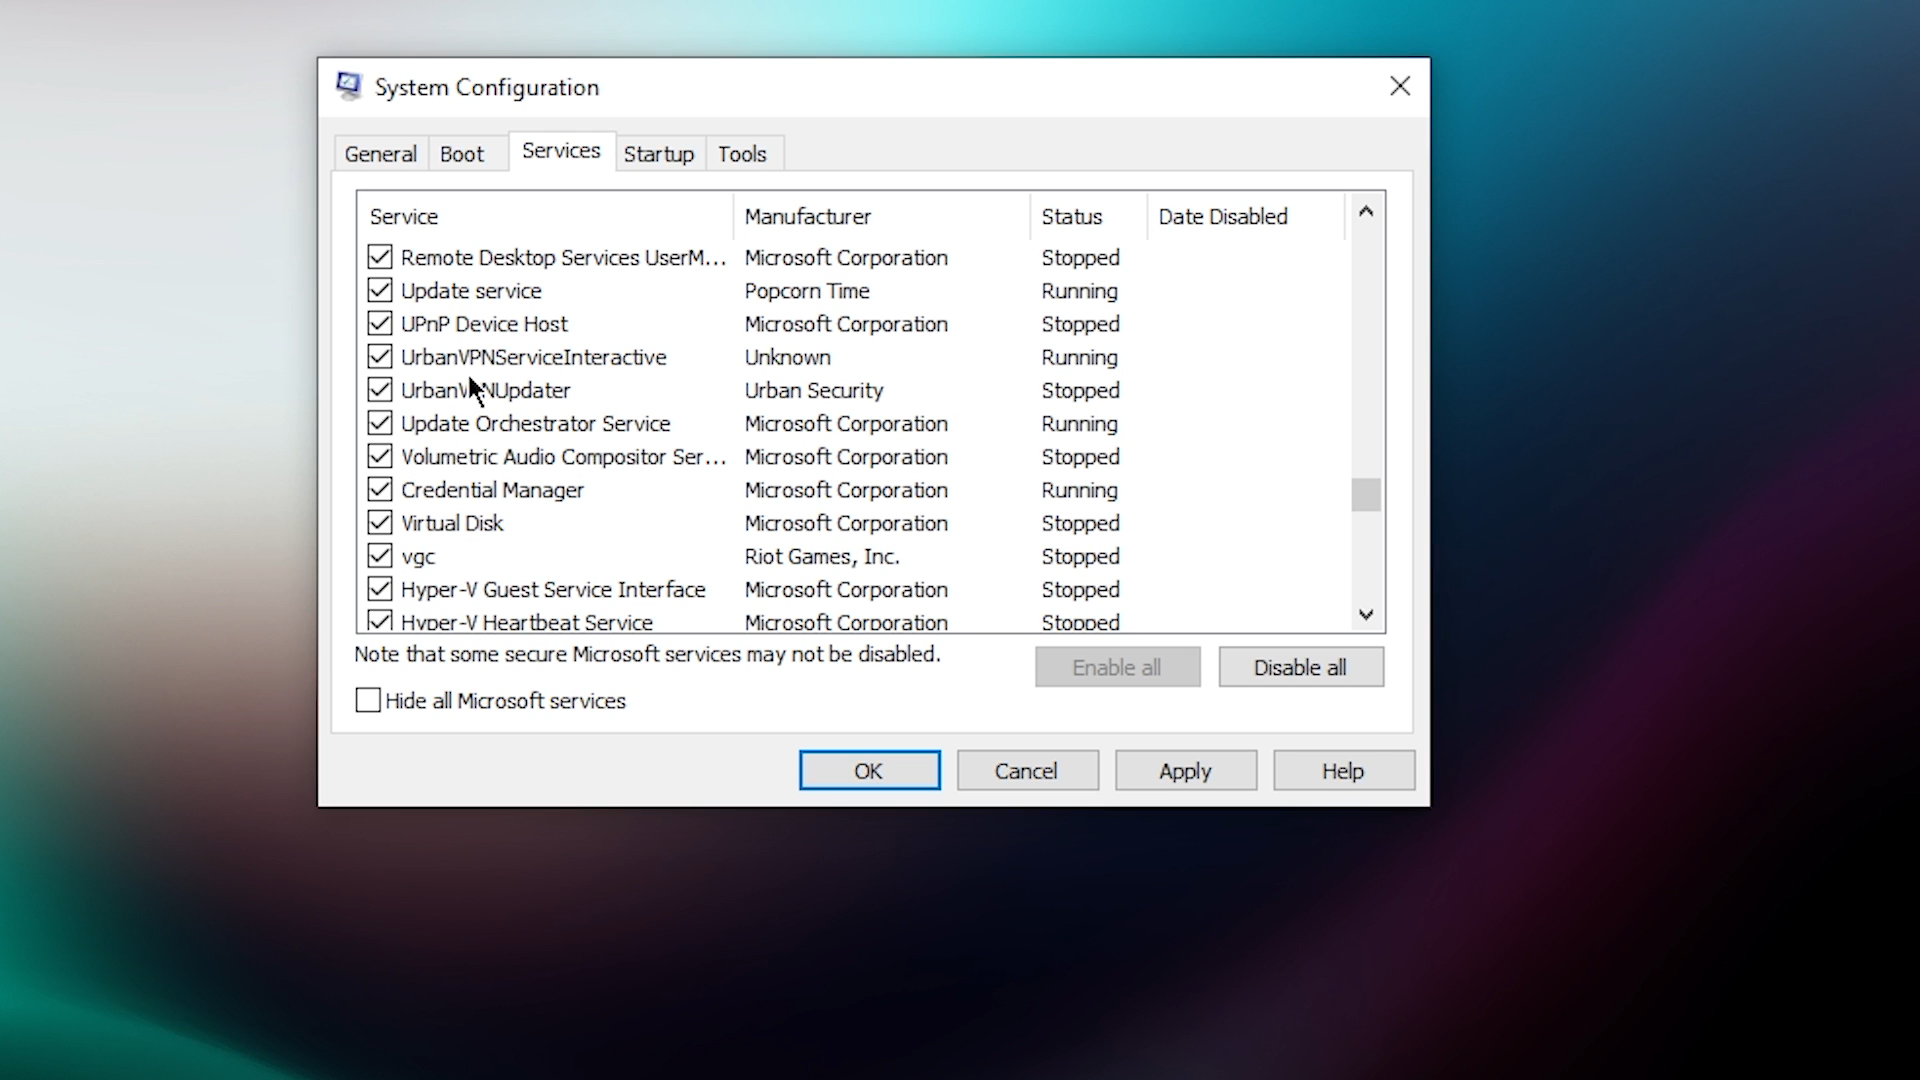 System Configuration
General Boot Services Startup Tools
Service Manufacturer Status Date Disabled
Remote Desktop Services UserM... Microsoft Corporation Stopped
Update service Popcorn Time Running
UPnP Device Host Microsoft Corporation Stopped
UrbanVPNServiceInteractive Unknown Running
UrbanVPNUpdater Urban Security Stopped
Update Orchestrator Service Microsoft Corporation Running
Volumetric Audio Compositor Ser... Microsoft Corporation Stopped
Credential Manager Microsoft Corporation Running
Virtual Disk Microsoft Corporation Stopped
vgc Riot Games, Inc. Stopped
Hyper-V Guest Service Interface Microsoft Corporation Stopped
Hyper-V Heartbeat Service Microsoft Corporation Stopped
Note that some secure Microsoft services may not be disabled.
Enable all Disable all
Hide all Microsoft services
OK Cancel Apply Help